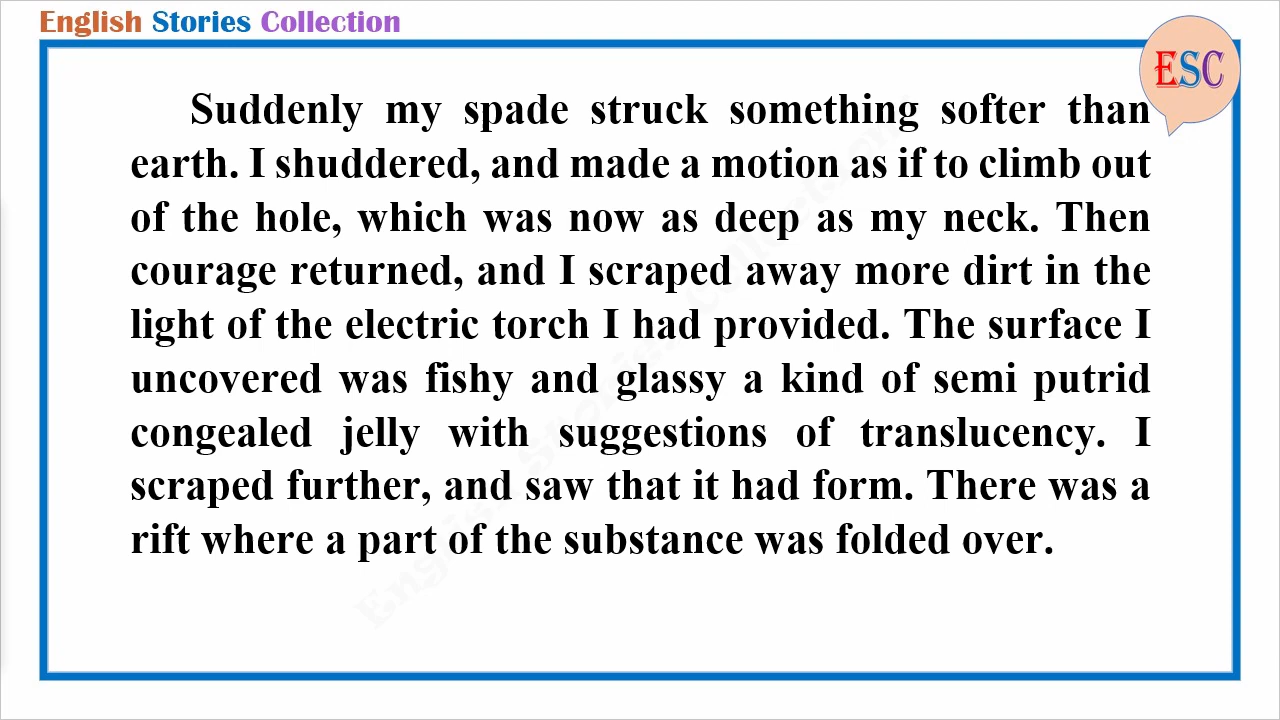 English Stories Collection
ESC
Suddenly my spade struck something softer than
earth. I shuddered, and made a motion as if to climb out
of the hole, which was now as deep as my neck. Then
courage returned, and I scraped away more dirt in the
light of the electric torch I had provided. The surface I
uncovered was fishy and glassy a kind of semi putrid
congealed jelly with suggestions of translucency. I
scraped further, and saw that it had form. There was a
rift where a part of the substance was folded over.
English Stories Collection